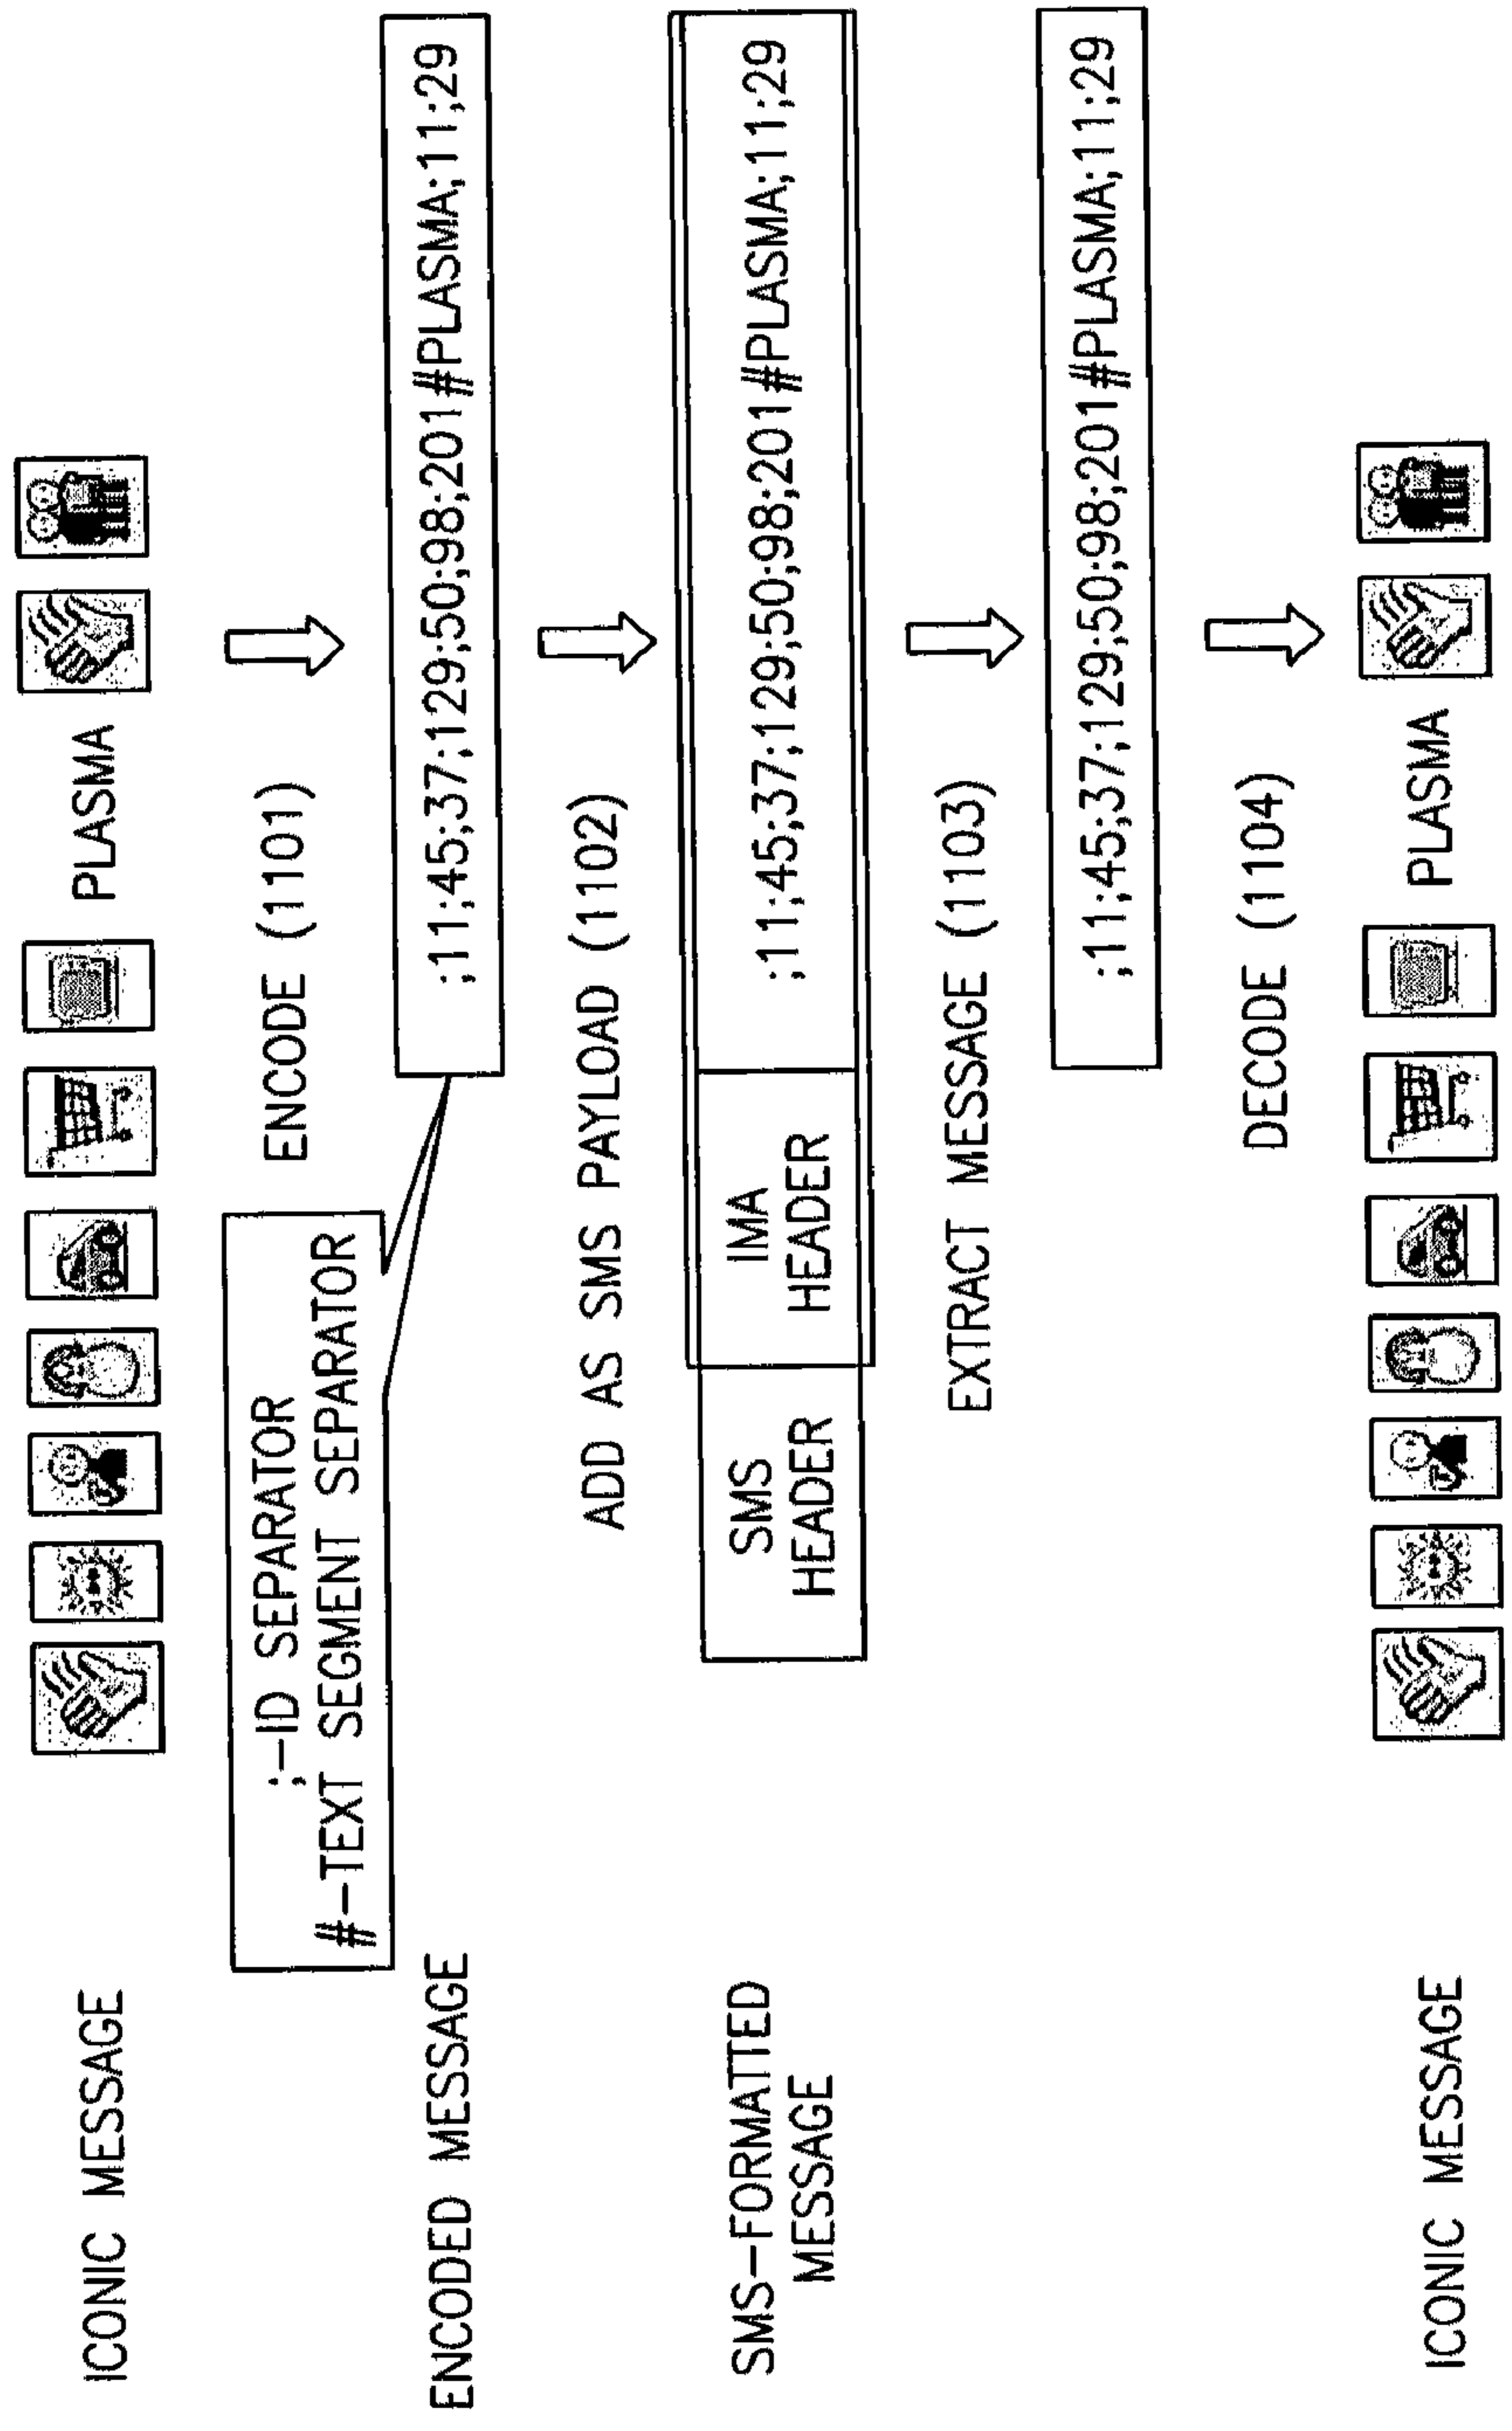 ICONIC MESSAGE
PLASMA
ENCODE (1101)
;-ID SEPARATOR
#-TEXT SEGMENT SEPARATOR
ENCODED MESSAGE
;11;45;37;129;50;98;201#PLASMA;11;29
ADD AS SMS PAYLOAD (1102)
SMS-FORMATTED
MESSAGE
SMS
HEADER
IMA
HEADER
;11;45;37;129;50;98;201#PLASMA;11;29
EXTRACT MESSAGE (1103)
;11;45;37;129;50;98;201#PLASMA;11;29
DECODE (1104)
ICONIC MESSAGE
PLASMA